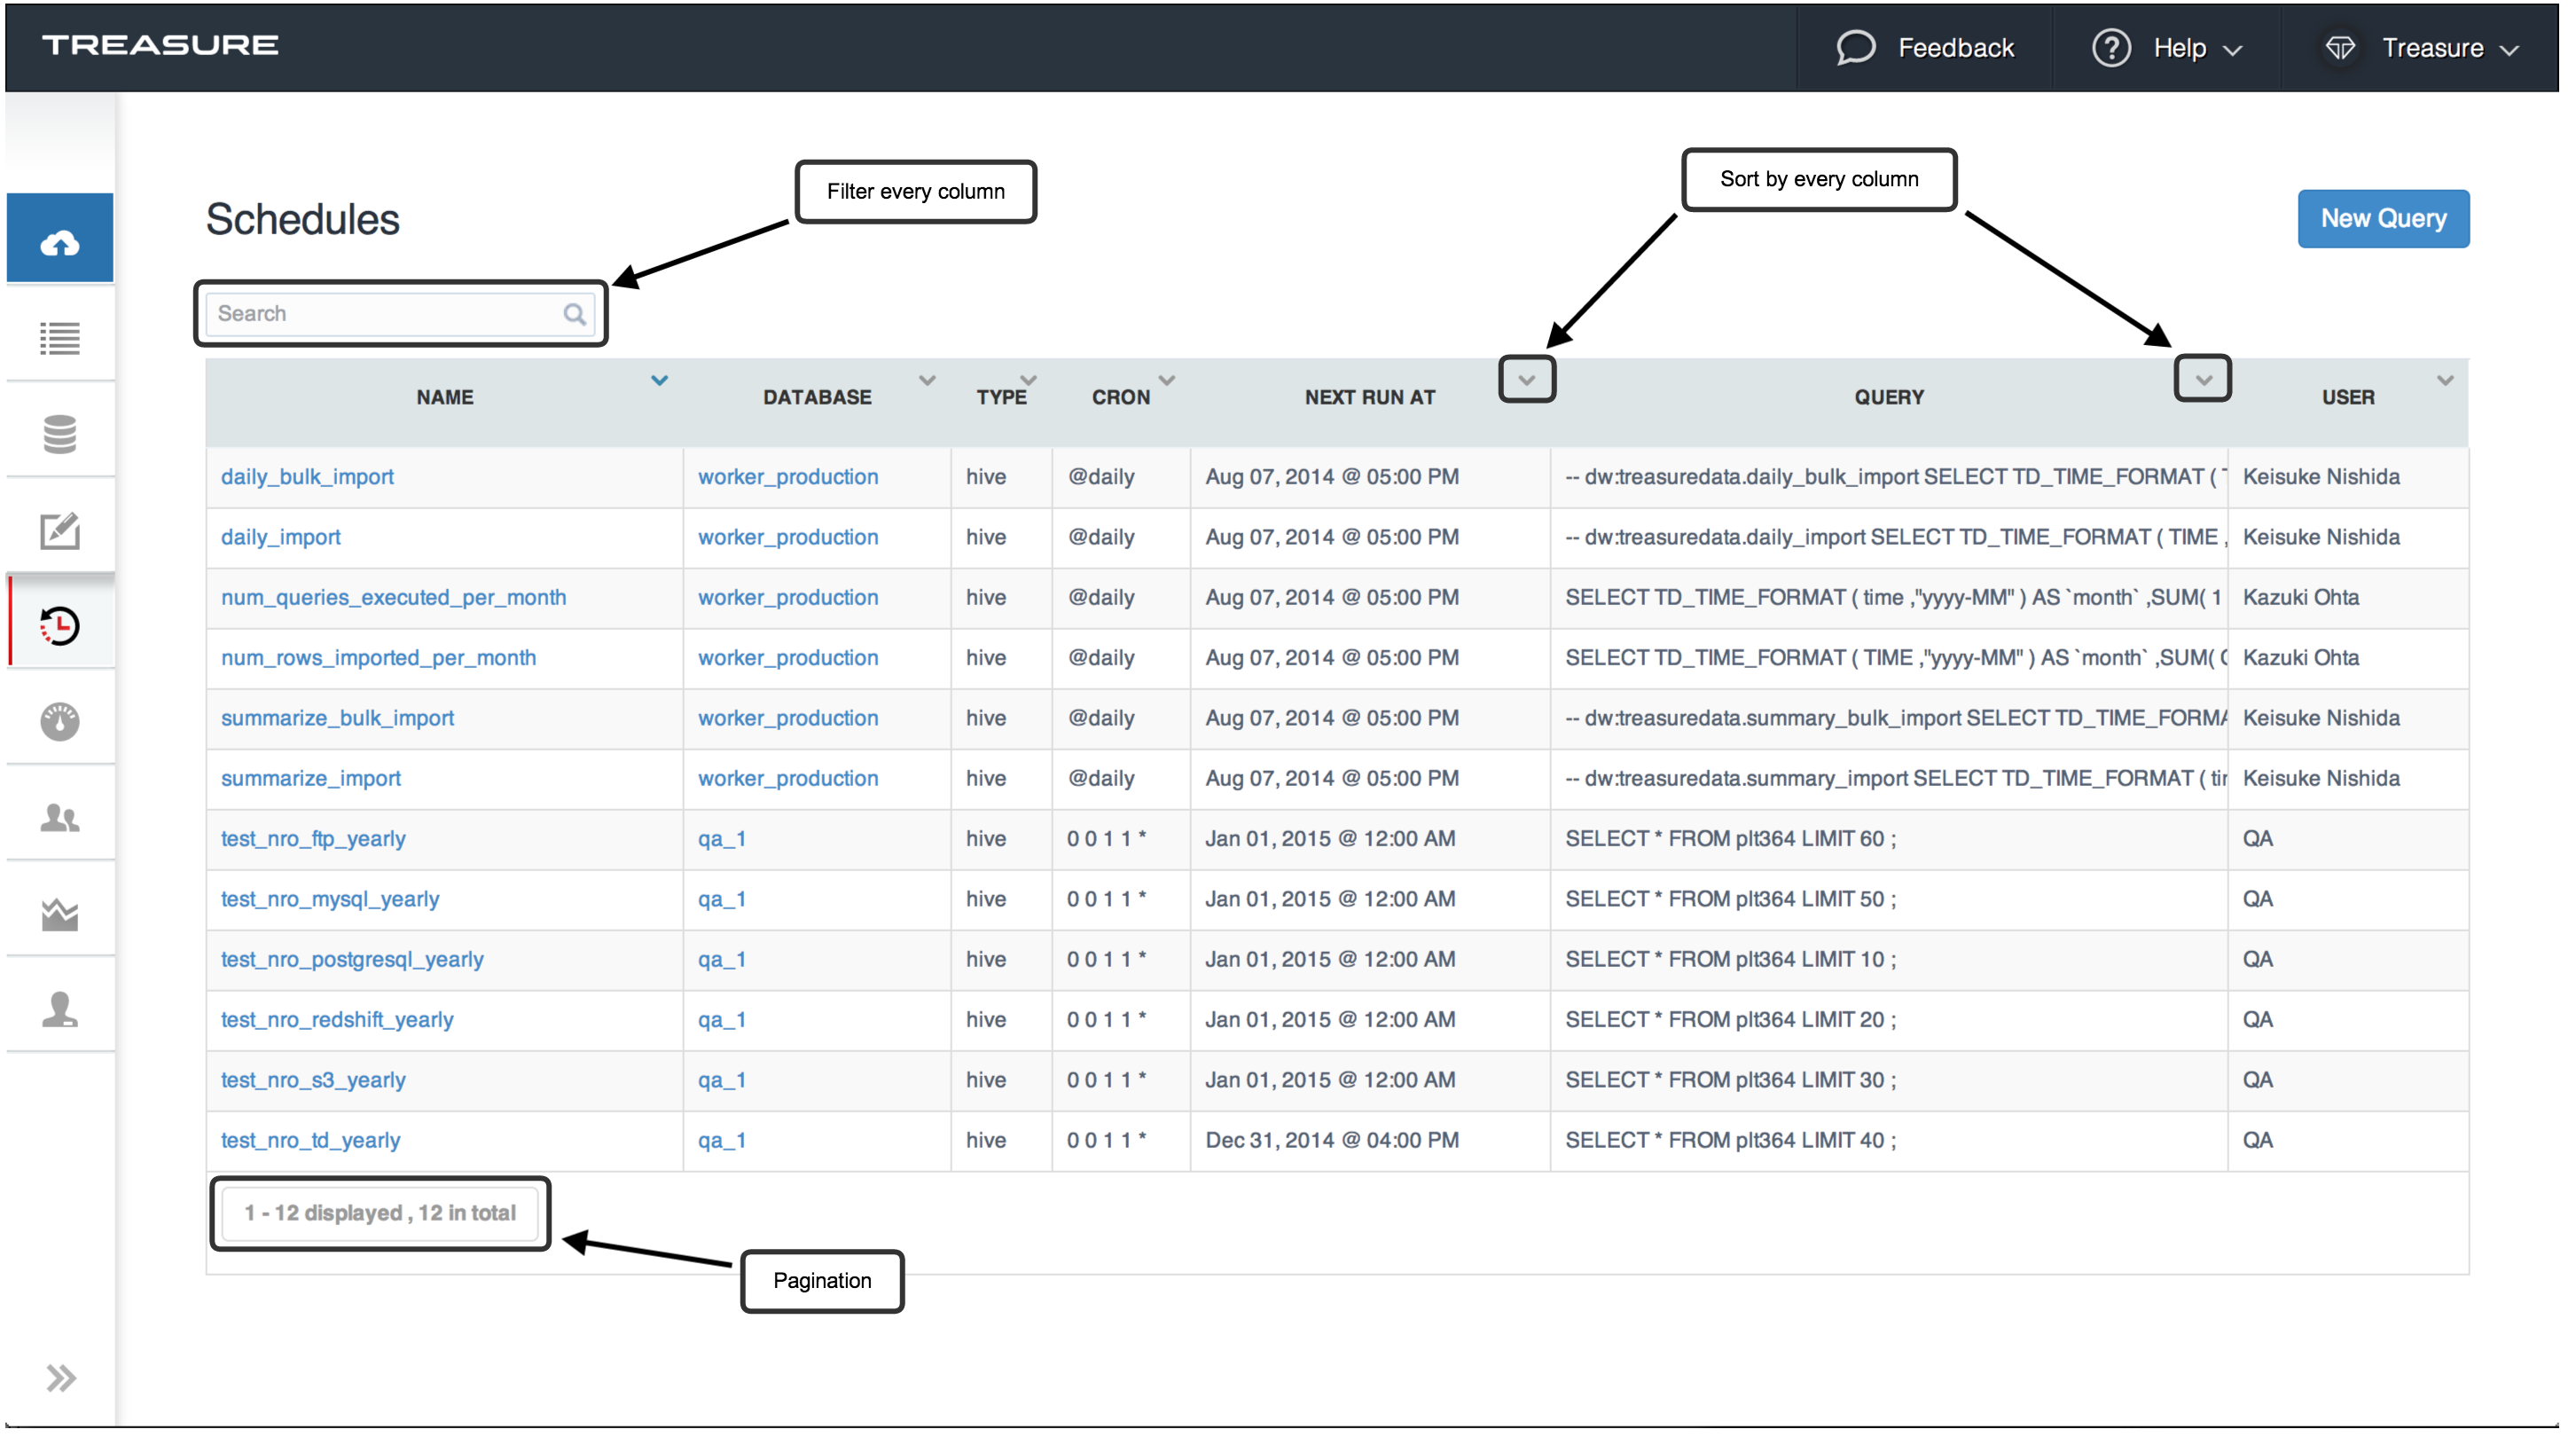 TREASURE
Feedback
Help
Treasure
Filter every column
Sort by every column
Schedules
New Query
Search
NAME DATABASE TYPE CRON NEXT RUN AT QUERY USER
daily_bulk_import worker_production hive @daily Aug 07, 2014 @ 05:00 PM -- dw:treasuredata.daily_bulk_import SELECT TD_TIME_FORMAT ( Keisuke Nishida
daily_import worker_production hive @daily Aug 07, 2014 @ 05:00 PM -- dw:treasuredata.daily_import SELECT TD_TIME_FORMAT ( TIME , Keisuke Nishida
num_queries_executed_per_month worker_production hive @daily Aug 07, 2014 @ 05:00 PM SELECT TD_TIME_FORMAT ( time ,"yyyy-MM" ) AS `month` ,SUM( 1 Kazuki Ohta
num_rows_imported_per_month worker_production hive @daily Aug 07, 2014 @ 05:00 PM SELECT TD_TIME_FORMAT ( TIME ,"yyyy-MM" ) AS `month` ,SUM( Kazuki Ohta
summarize_bulk_import worker_production hive @daily Aug 07, 2014 @ 05:00 PM -- dw:treasuredata.summary_bulk_import SELECT TD_TIME_FORMA Keisuke Nishida
summarize_import worker_production hive @daily Aug 07, 2014 @ 05:00 PM -- dw:treasuredata.summary_import SELECT TD_TIME_FORMAT ( Keisuke Nishida
test_nro_ftp_yearly qa_1 hive 0 0 1 1 * Jan 01, 2015 @ 12:00 AM SELECT * FROM plt364 LIMIT 60 ; QA
test_nro_mysql_yearly qa_1 hive 0 0 1 1 * Jan 01, 2015 @ 12:00 AM SELECT * FROM plt364 LIMIT 50 ; QA
test_nro_postgresql_yearly qa_1 hive 0 0 1 1 * Jan 01, 2015 @ 12:00 AM SELECT * FROM plt364 LIMIT 10 ; QA
test_nro_redshift_yearly qa_1 hive 0 0 1 1 * Jan 01, 2015 @ 12:00 AM SELECT * FROM plt364 LIMIT 20 ; QA
test_nro_s3_yearly qa_1 hive 0 0 1 1 * Jan 01, 2015 @ 12:00 AM SELECT * FROM plt364 LIMIT 30 ; QA
test_nro_td_yearly qa_1 hive 0 0 1 1 * Dec 31, 2014 @ 04:00 PM SELECT * FROM plt364 LIMIT 40 ; QA
1 - 12 displayed , 12 in total
Pagination